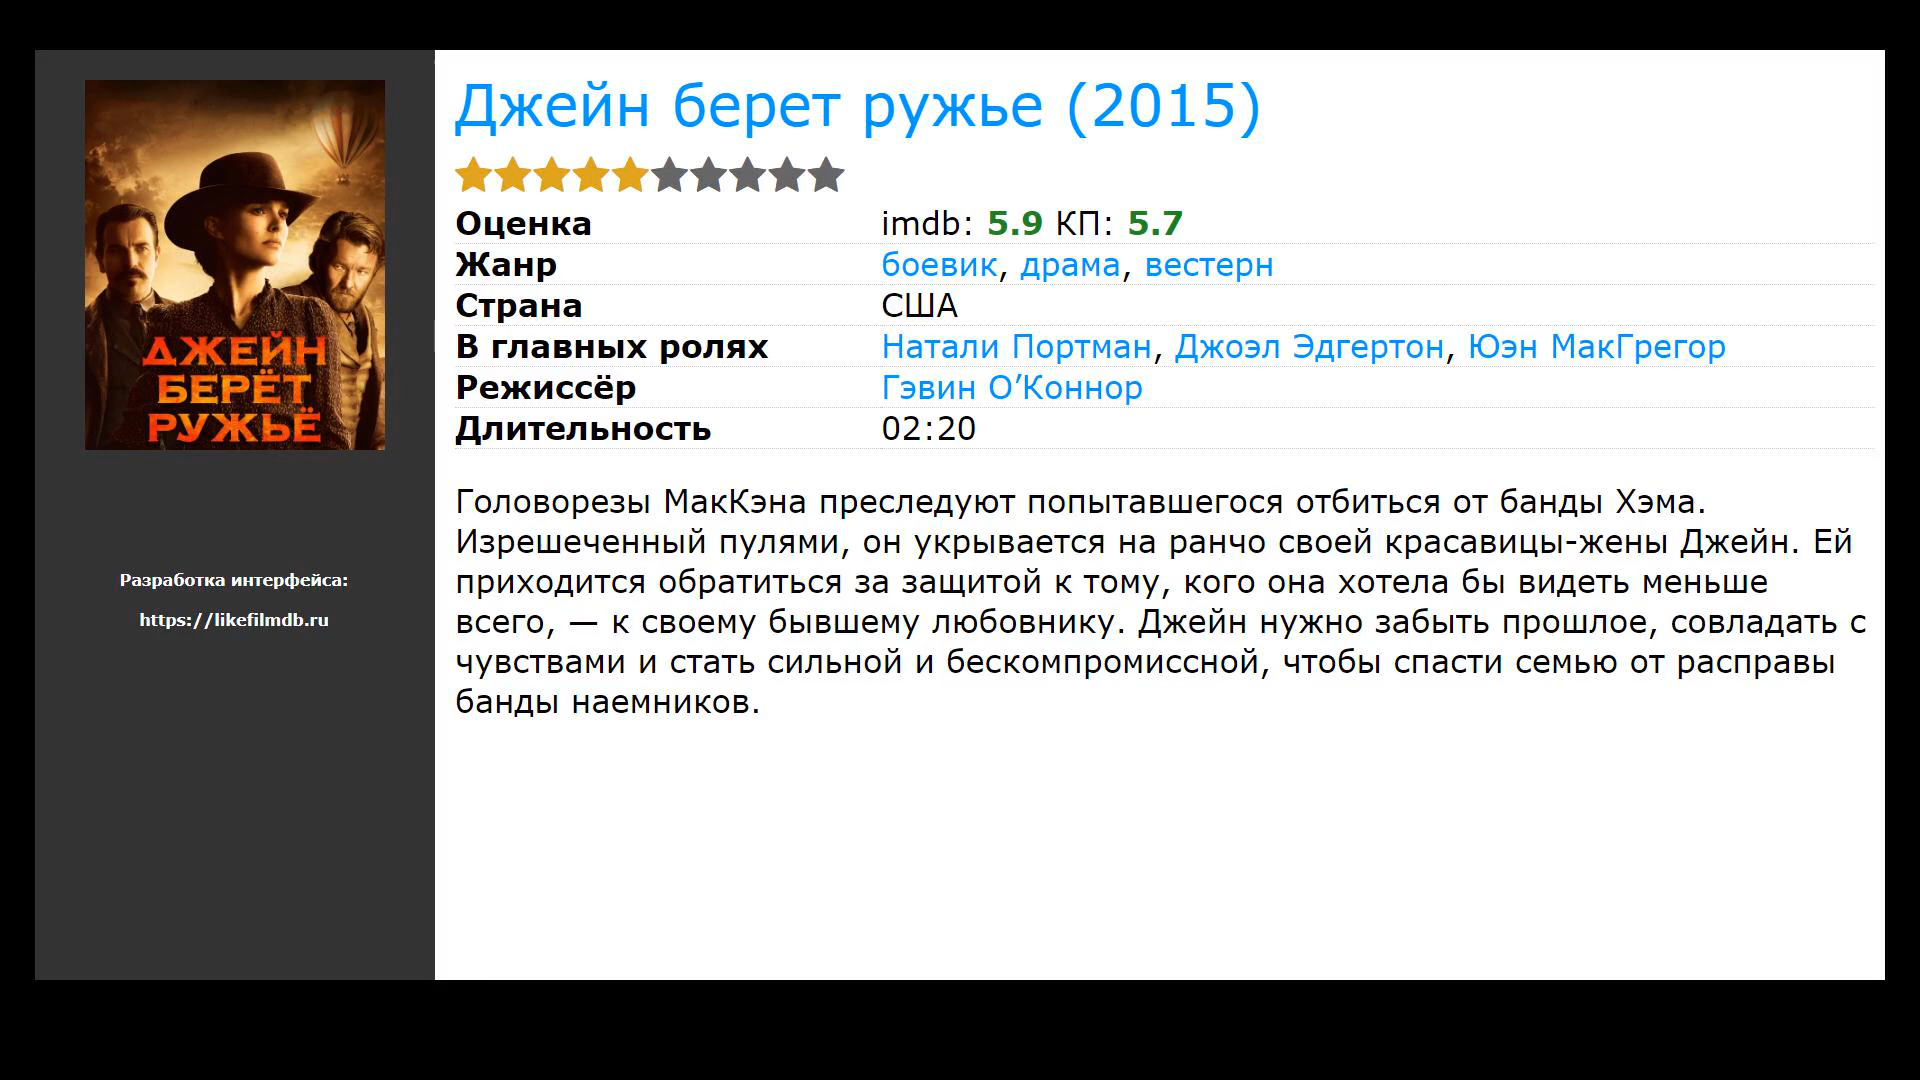 Джейн берет ружье (2015)
Оценка imdb: 5.9 КП: 5.7
Жанр боевик, драма, вестерн
Страна США
В главных ролях Натали Портман, Джоэл Эдгертон, Юэн МакГрегор
Режиссёр Гэвин О’Коннор
Длительность 02:20
Головорезы МакКэна преследуют попытавшегося отбиться от банды Хэма.
Изрешеченный пулями, он укрывается на ранчо своей красавицы-жены Джейн. Ей
приходится обратиться за защитой к тому, кого она хотела бы видеть меньше
всего, — к своему бывшему любовнику. Джейн нужно забыть прошлое, совладать с
чувствами и стать сильной и бескомпромиссной, чтобы спасти семью от расправы
банды наемников.
ДЖЕЙН
БЕРЁТ
РУЖЬЁ
Разработка интерфейса:
https://likefilmdb.ru